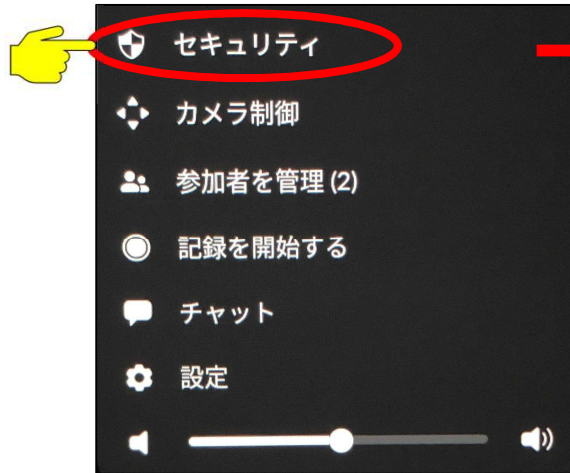 セキュリティ
カメラ制御
参加者を管理 (2)
記録を開始する
チャット
設定